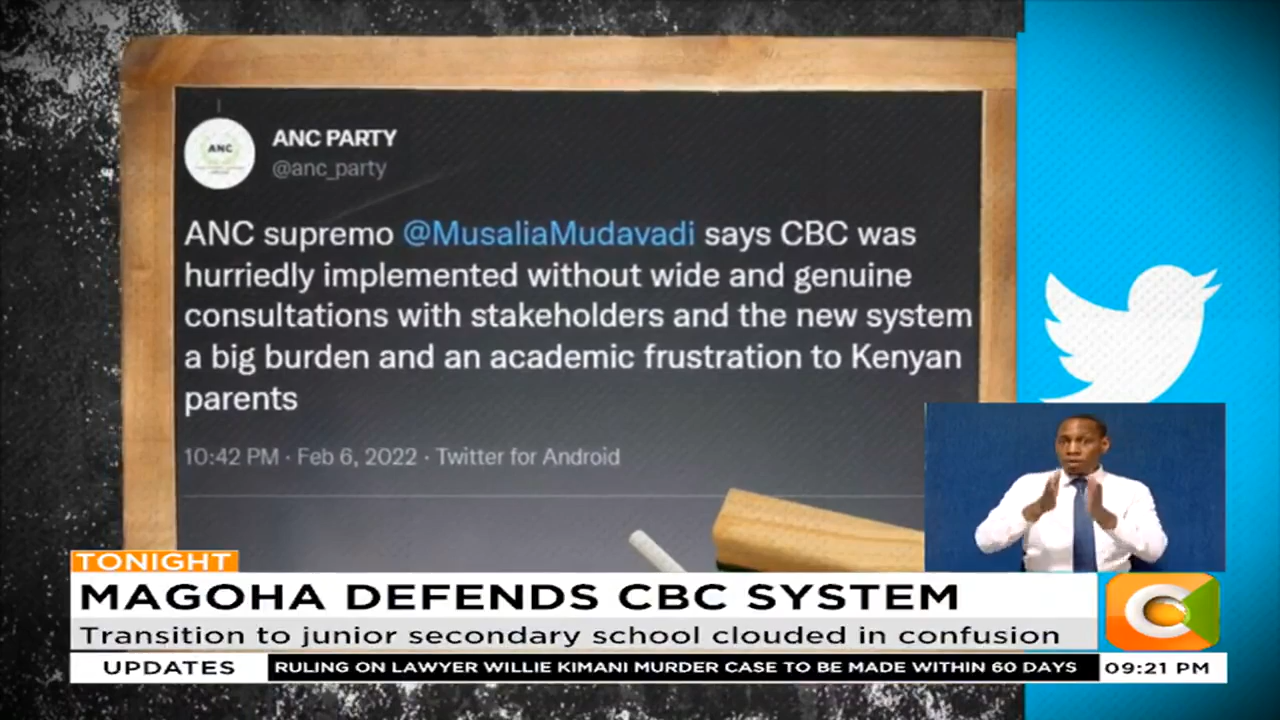 ANC
ANC PARTY
@anc_party
ANC supremo @MusaliaMudavadi says CBC was
hurriedly implemented without wide and genuine
consultations with stakeholders and the new system
a big burden and an academic frustration to Kenyan
parents
10:42 PM · Feb 6, 2022 · Twitter for Android
TONIGHT
MAGOHA DEFENDS CBC SYSTEM
Transition to junior secondary school clouded in confusion
UPDATES RULING ON LAWYER WILLIE KIMANI MURDER CASE TO BE MADE WITHIN 60 DAYS 09:21 PM